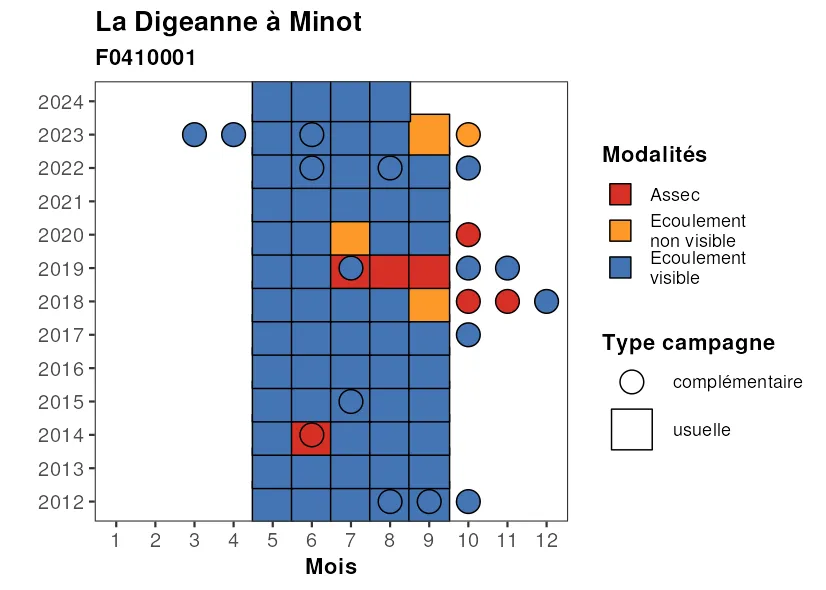 La Digeanne à Minot
F0410001
2024
2023
2022
2021
2020
2019
2018
2017
2016
2015
2014
2013
2012
1 2 3 4 5 6 7 8 9 10 11 12
Mois
Modalités
Assec
Ecoulement
non visible
Ecoulement
visible
Type campagne
complémentaire
usuelle